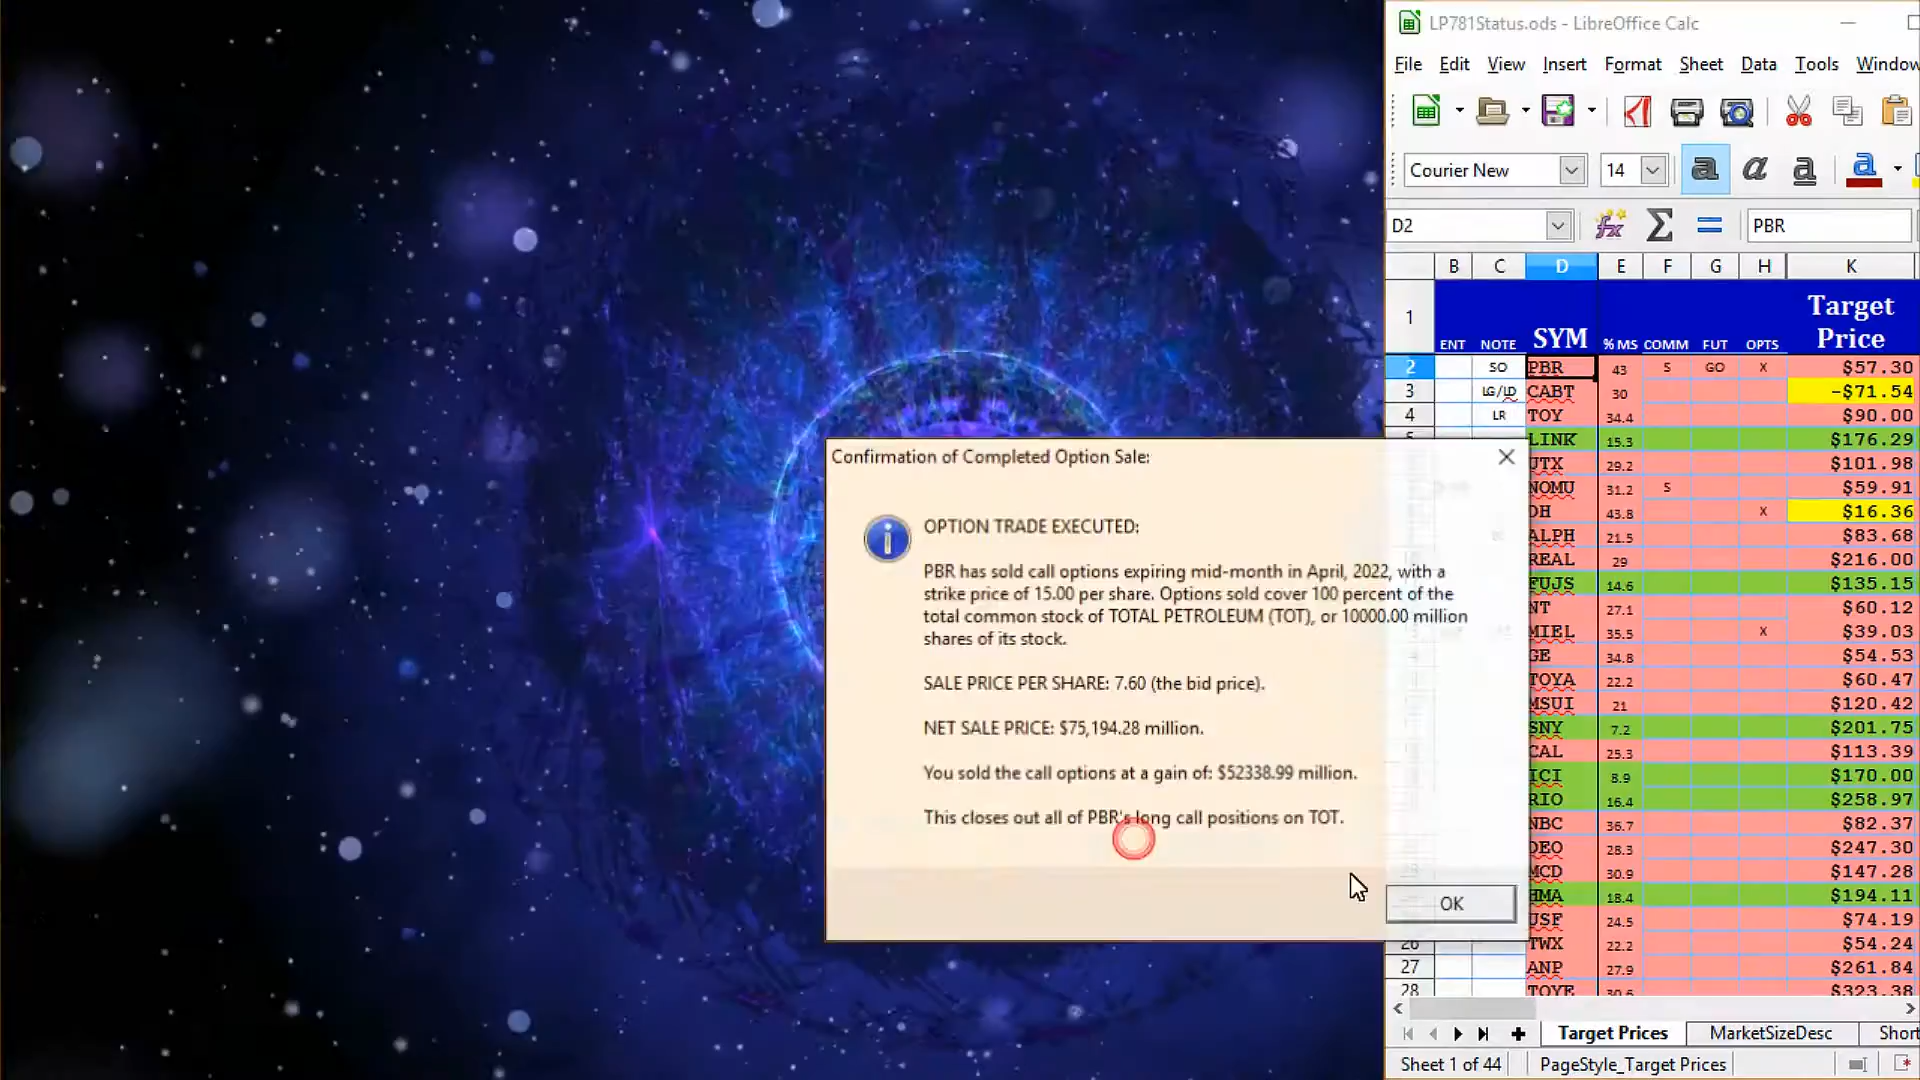 LP781Status.ods - LibreOffice Calc
File Edit View Insert Format Sheet Data Tools Window
Courier New 14 a a a a
D2 fx Σ = PBR
B C D E F G H K
1 ENT NOTE SYM % MS COMM FUT OPTS Target Price
2 SO PBR 43 S GO X $57.30
3 LG/LD CABT 30 -$71.54
4 LR TOY 34.4 $90.00
LINK 15.3 $176.29
UTX 29.2 $101.98
NOMU 31.2 S $59.91
OH 43.8 X $16.36
ALPH 21.5 $83.68
REAL 29 $216.00
FUJS 14.6 $135.15
NT 27.1 $60.12
MIEL 35.5 X $39.03
GE 34.8 $54.53
TOYA 22.2 $60.47
MSUI 21 $120.42
SNY 7.2 $201.75
CAL 25.3 $113.39
ICI 8.9 $170.00
RIO 16.4 $258.97
NBC 36.7 $82.37
DEO 28.3 $247.30
MCD 30.9 $147.28
HMA 18.4 $194.11
USF 24.5 $74.19
26 TWX 22.2 $54.24
27 ANP 27.9 $261.84
28 TOYE 30.6 $323.38
Target Prices MarketSizeDesc Short
Sheet 1 of 44 PageStyle_Target Prices
Confirmation of Completed Option Sale:
OPTION TRADE EXECUTED:
PBR has sold call options expiring mid-month in April, 2022, with a
strike price of 15.00 per share. Options sold cover 100 percent of the
total common stock of TOTAL PETROLEUM (TOT), or 10000.00 million
shares of its stock.
SALE PRICE PER SHARE: 7.60 (the bid price).
NET SALE PRICE: $75,194.28 million.
You sold the call options at a gain of: $52338.99 million.
This closes out all of PBR's long call positions on TOT.
OK